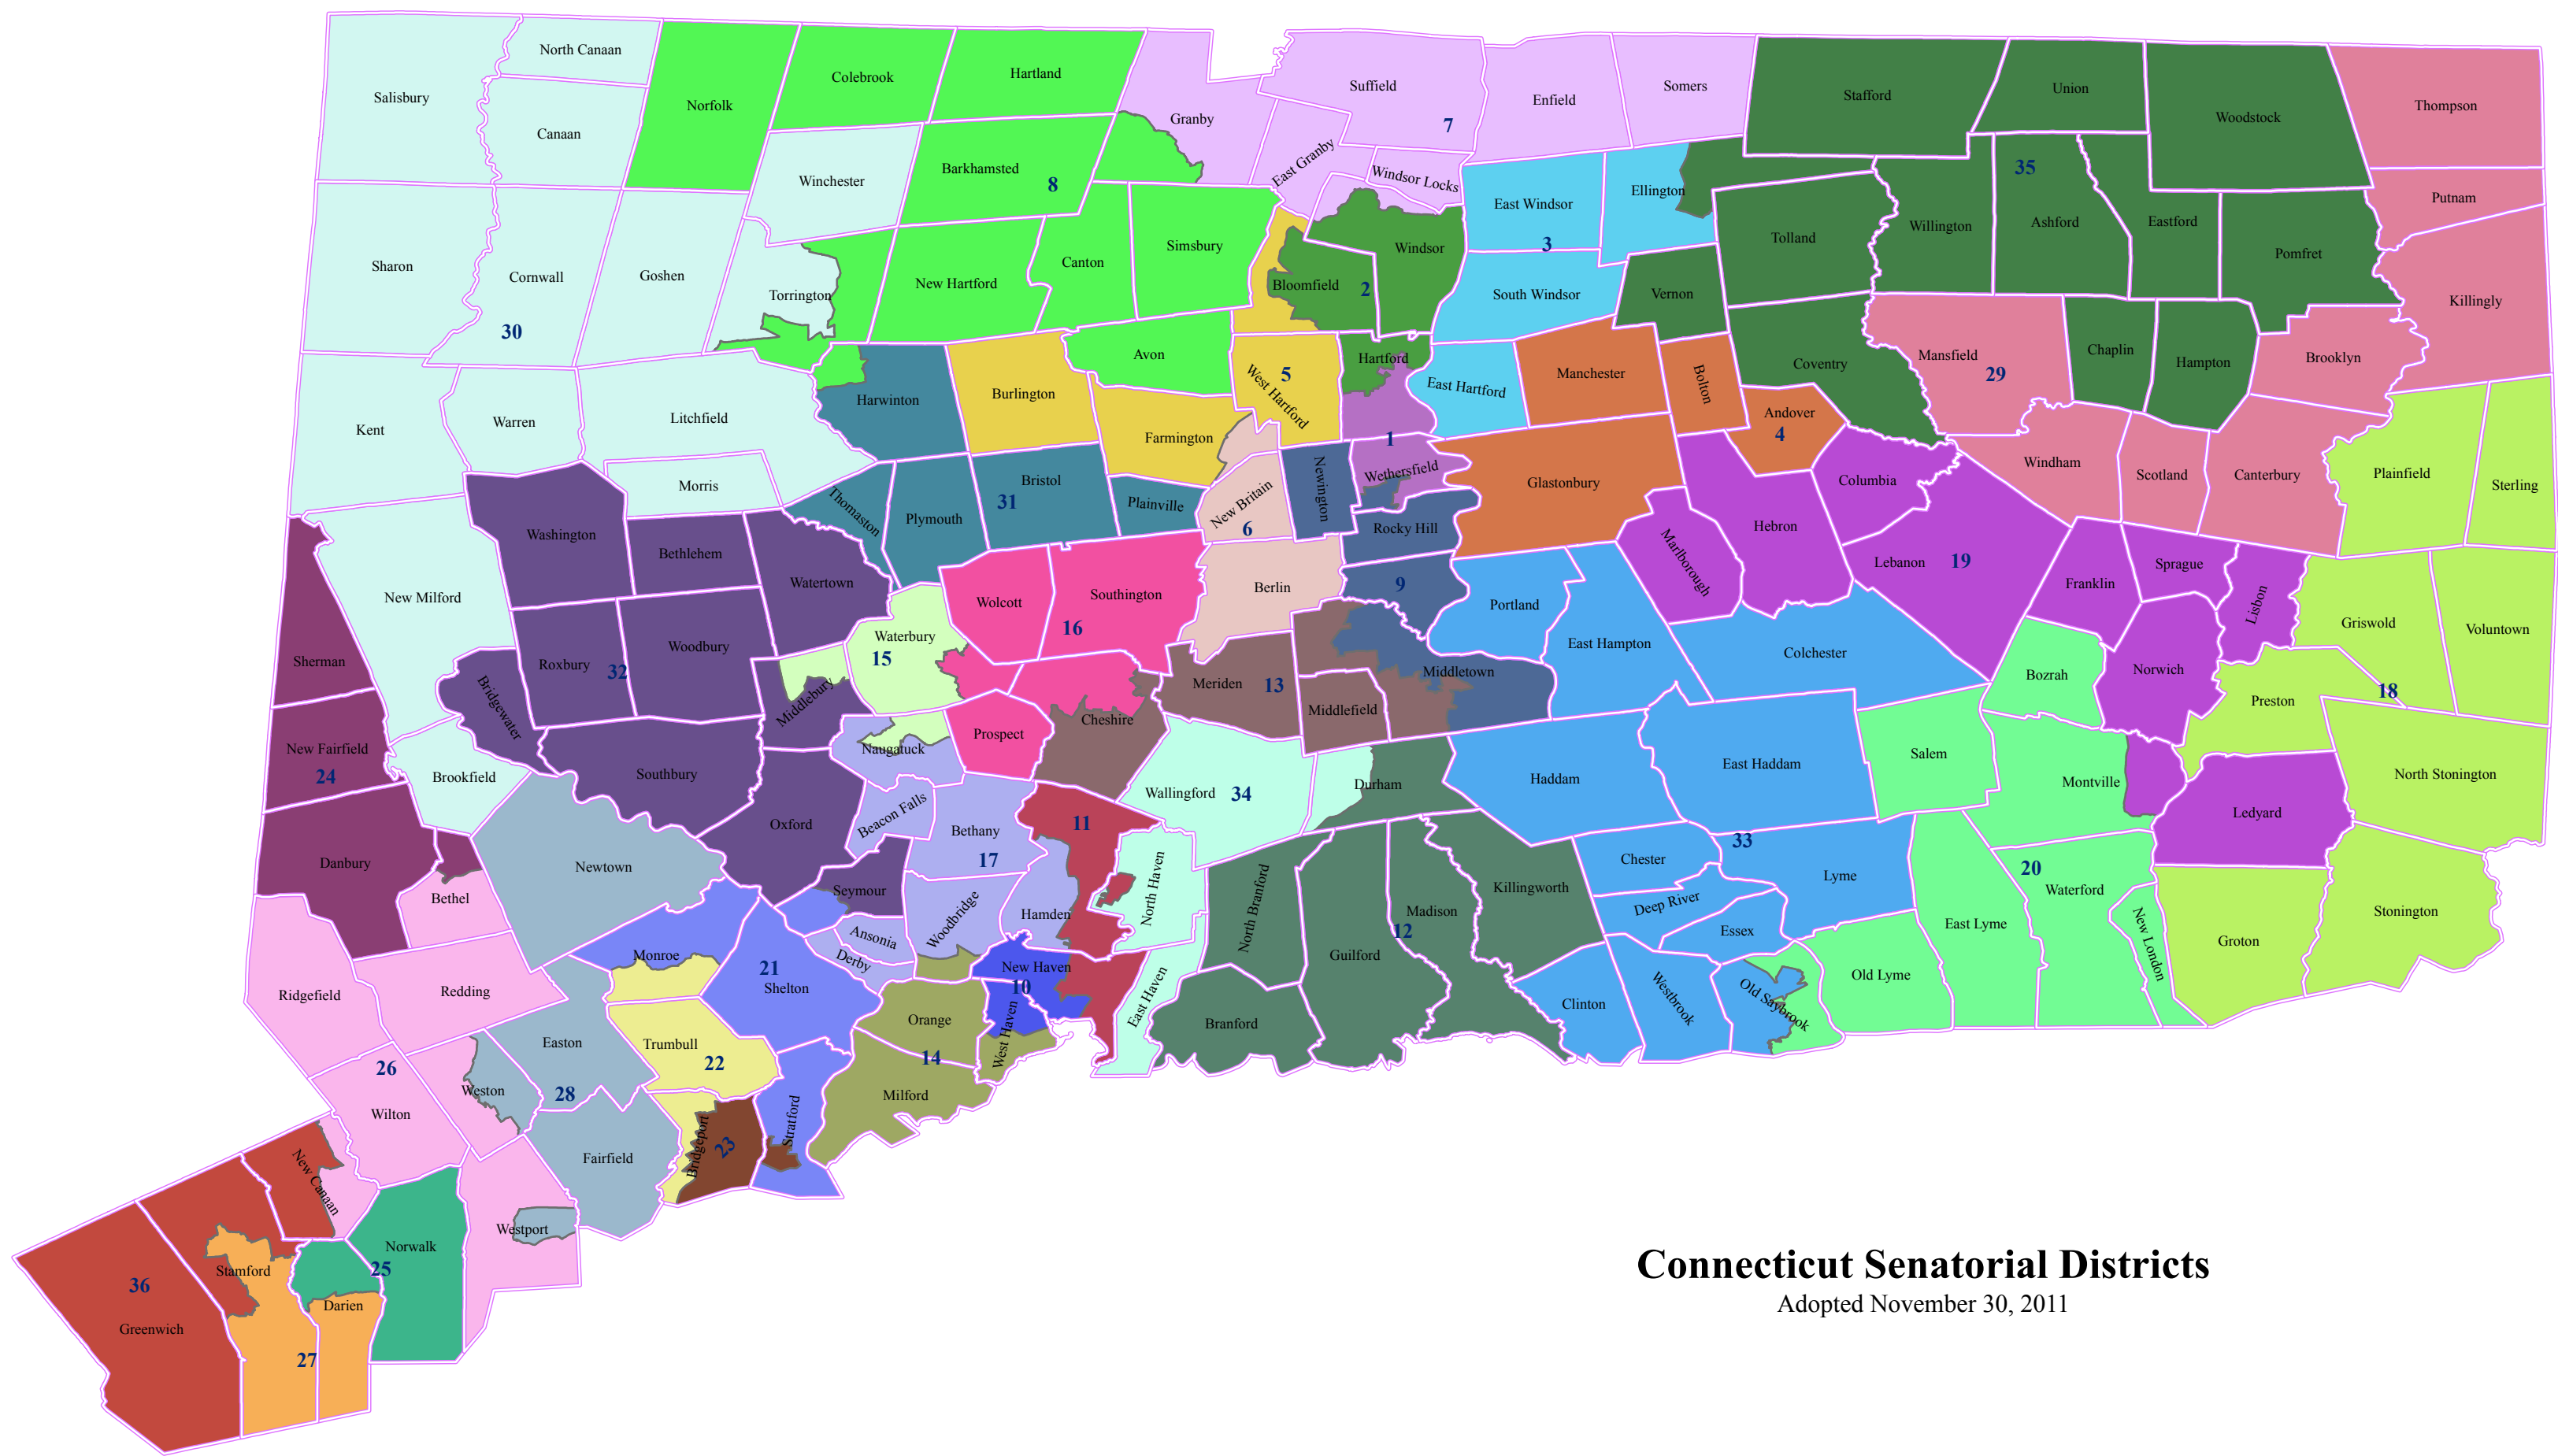 North Canaan
Salisbury
Canaan
Norfolk
Colebrook
Hartland
Granby
Suffield
7
Enfield
Somers
Stafford
Union
Woodstock
Thompson
Winchester
Barkhamsted
8
East Granby
Windsor Locks
East Windsor
3
Ellington
35
Putnam
Sharon
Cornwall
30
Goshen
Torrington
New Hartford
Canton
Simsbury
Bloomfield
2
Windsor
South Windsor
Vernon
Tolland
Willington
Ashford
Eastford
Pomfret
Killingly
Kent
Warren
Litchfield
Harwinton
Burlington
Avon
Farmington
5
West Hartford
Hartford
1
East Hartford
Manchester
Bolton
Andover
4
Coventry
Mansfield
29
Chaplin
Hampton
Brooklyn
Morris
Thomaston
Plymouth
31
Bristol
Plainville
New Britain
6
Newington
Wethersfield
Rocky Hill
Glastonbury
Columbia
Windham
Scotland
Canterbury
Plainfield
Sterling
Washington
Bethlehem
Watertown
New Milford
Sherman
Roxbury
32
Woodbury
Bridgewater
Waterbury
15
Middlebury
Wolcott
16
Southington
Berlin
9
Portland
East Hampton
Marlborough
Hebron
Lebanon
19
Franklin
Sprague
Lisbon
Griswold
Voluntown
New Fairfield
24
Brookfield
Southbury
Naugatuck
Prospect
Cheshire
Meriden
13
Middlefield
Middletown
Colchester
Bozrah
Norwich
Preston
18
Danbury
Bethel
Newtown
Oxford
Beacon Falls
Bethany
17
11
Wallingford
34
Durham
Haddam
East Haddam
Salem
Montville
Ledyard
North Stonington
Seymour
Woodbridge
Hamden
North Haven
North Branford
Guilford
Madison
12
Killingworth
Chester
33
Deep River
Essex
Lyme
20
Waterford
East Lyme
New London
Groton
Stonington
Ridgefield
Redding
Monroe
21
Shelton
Ansonia
Derby
New Haven
10
West Haven
East Haven
Branford
Clinton
Westbrook
Old Saybrook
Old Lyme
26
Wilton
Weston
Easton
28
Trumbull
22
Orange
14
Milford
Stratford
Bridgeport
23
Fairfield
Westport
New Canaan
Norwalk
25
Stamford
Darien
27
36
Greenwich
Connecticut Senatorial Districts
Adopted November 30, 2011